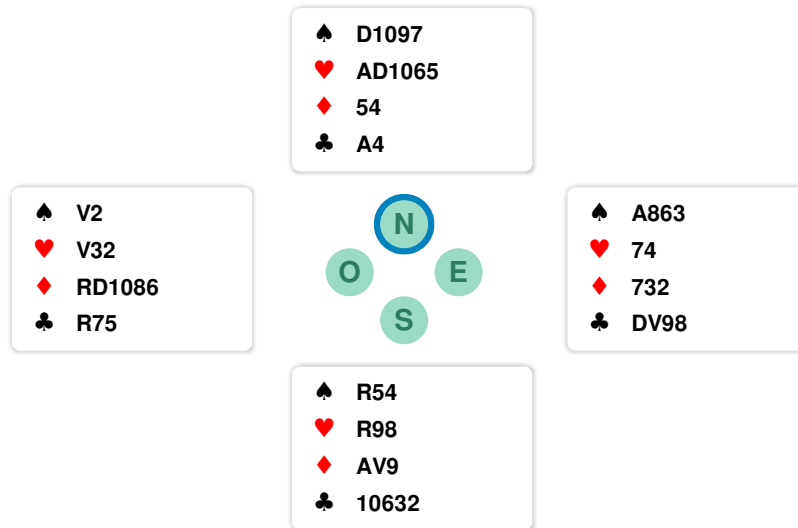 ♠ D1097
♥ AD1065
♦ 54
♣ A4
♠ V2
♥ V32
♦ RD1086
♣ R75
N
O E
S
♠ A863
♥ 74
♦ 732
♣ DV98
♠ R54
♥ R98
♦ AV9
♣ 10632